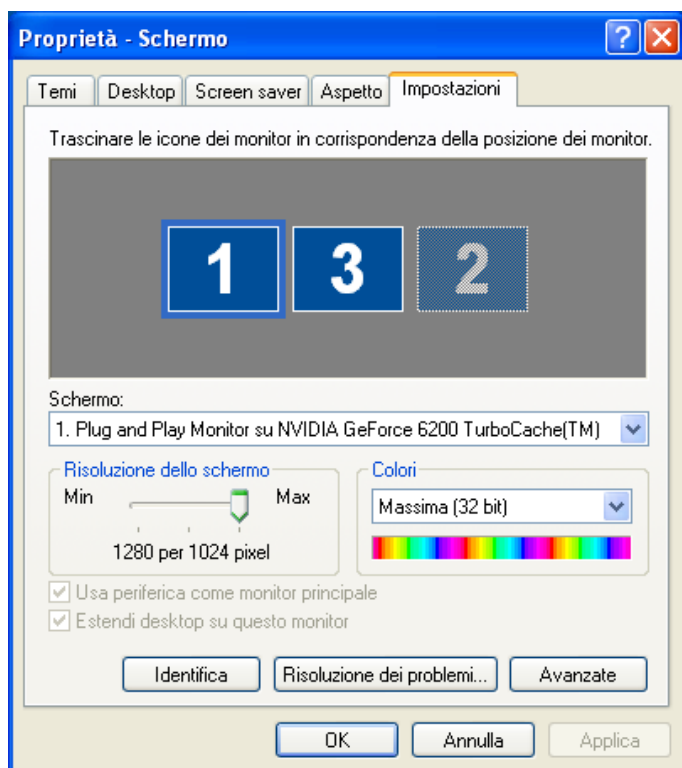 Proprietà - Schermo
Temi Desktop Screen saver Aspetto Impostazioni
Trascinare le icone dei monitor in corrispondenza della posizione dei monitor.
1 3 2
Schermo:
1. Plug and Play Monitor su NVIDIA GeForce 6200 TurboCache(TM)
Risoluzione dello schermo Colori
Min Max Massima (32 bit)
1280 per 1024 pixel
Usa periferica come monitor principale
Estendi desktop su questo monitor
Identifica Risoluzione dei problemi... Avanzate
OK Annulla Applica